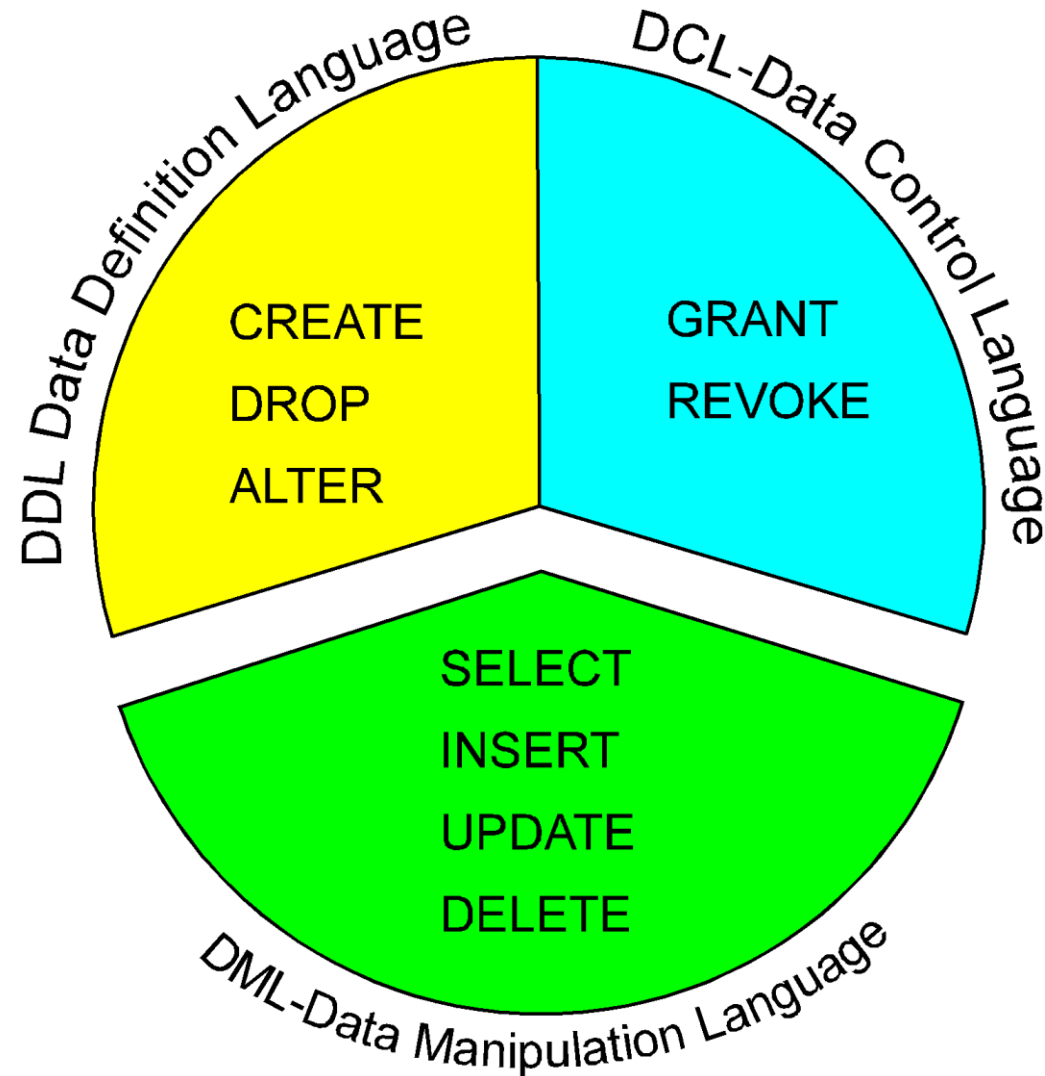 DDL Data Definition Language
DCL-Data Control Language
CREATE
DROP
ALTER
GRANT
REVOKE
SELECT
INSERT
UPDATE
DELETE
DML-Data Manipulation Language